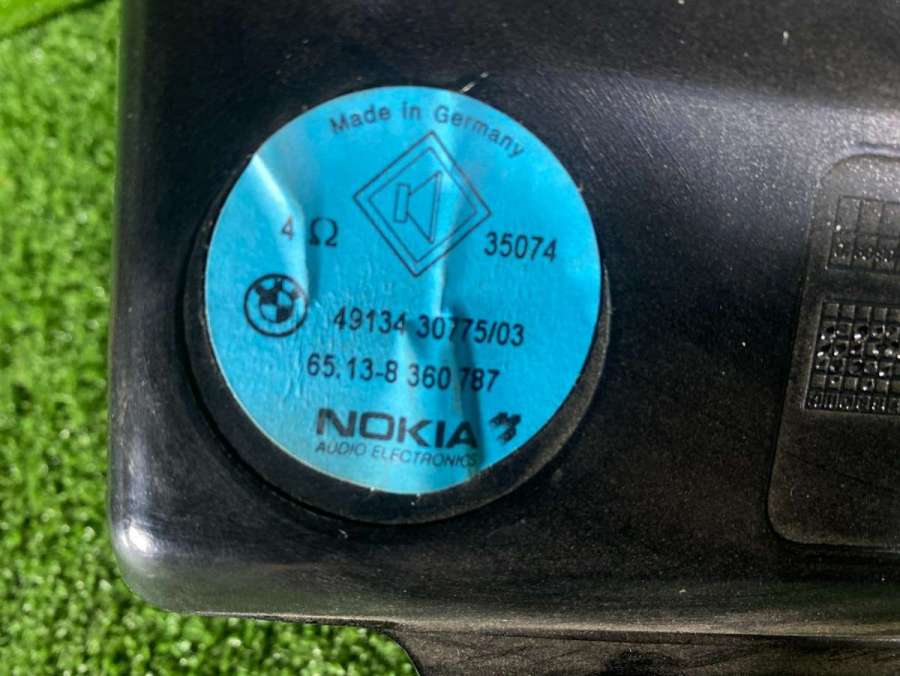 Made in Germany
4 Ω 35074
49134 30775/03
65.13-8 360 787
NOKIA
AUDIO ELECTRONICS